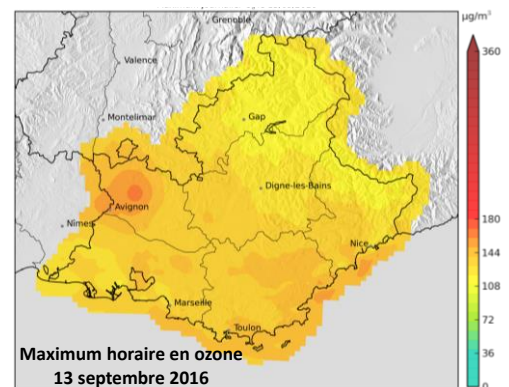 Grenoble
µg/m³
360
Valence
Montelimar
Gap
Digne-les-Bains
Avignon
180
Nimes
Nice
144
108
Marseille
72
Toulon
36
Maximum horaire en ozone
13 septembre 2016
0